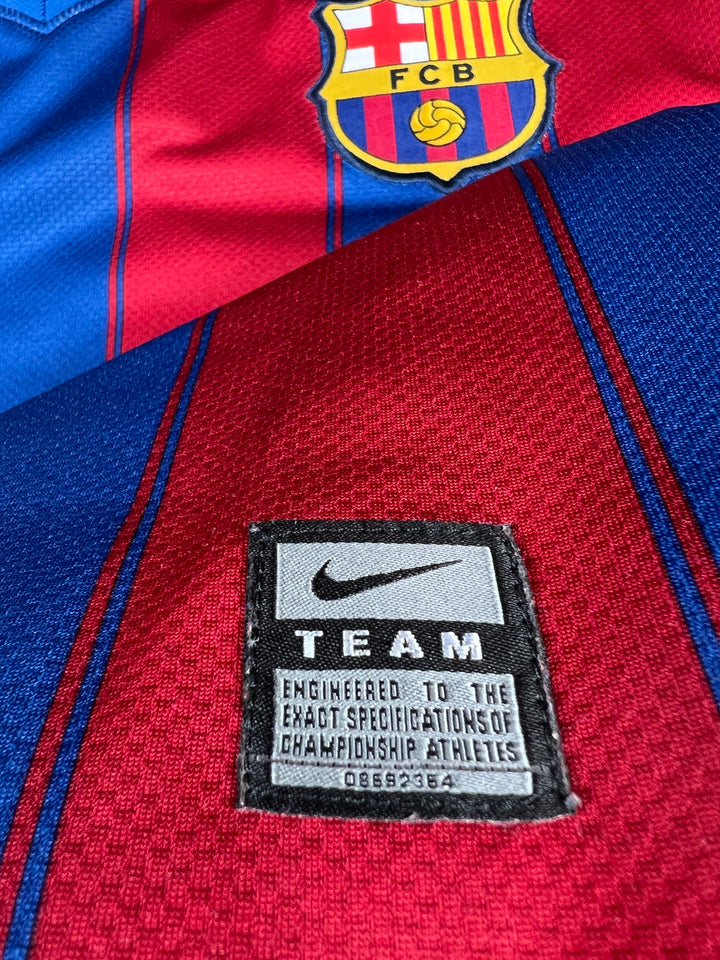 FCB
TEAM
ENGINEERED TO THE
EXACT SPECIFICATIONS OF
CHAMPIONSHIP ATHLETES
08692364